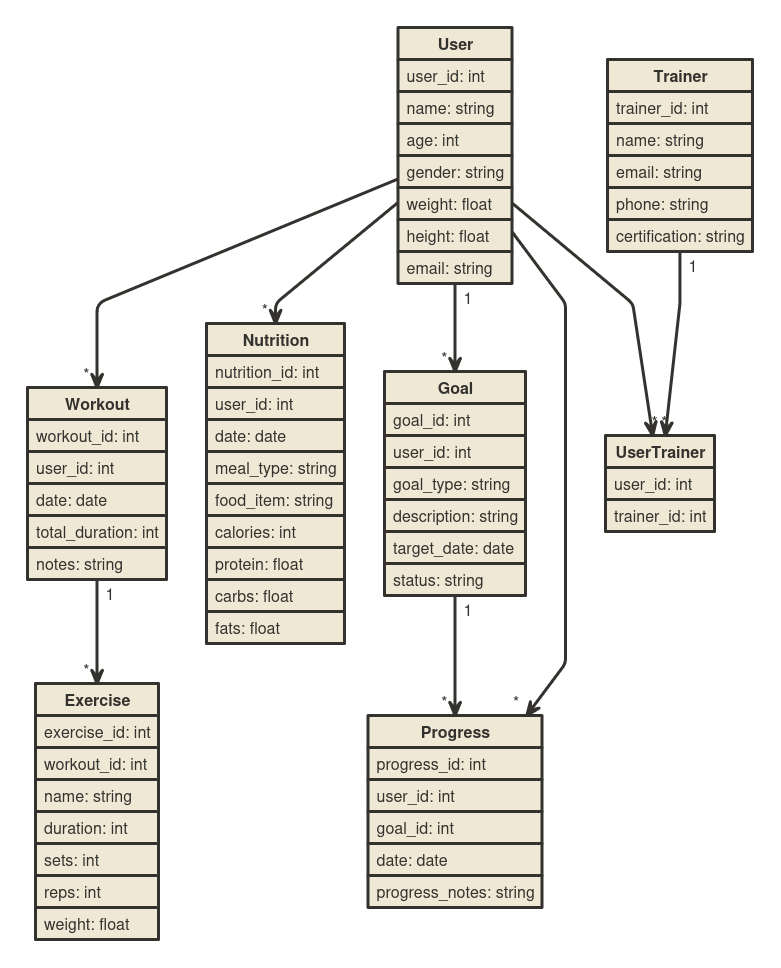 User
user_id: int
name: string
age: int
gender: string
weight: float
height: float
email: string
1
Trainer
trainer_id: int
name: string
email: string
phone: string
certification: string
1
*
Nutrition
nutrition_id: int
user_id: int
date: date
meal_type: string
food_item: string
calories: int
protein: float
carbs: float
fats: float
*
Goal
goal_id: int
user_id: int
goal_type: string
description: string
target_date: date
status: string
1
*
Workout
workout_id: int
user_id: int
date: date
total_duration: int
notes: string
1
* *
UserTrainer
user_id: int
trainer_id: int
*
Exercise
exercise_id: int
workout_id: int
name: string
duration: int
sets: int
reps: int
weight: float
* *
Progress
progress_id: int
user_id: int
goal_id: int
date: date
progress_notes: string